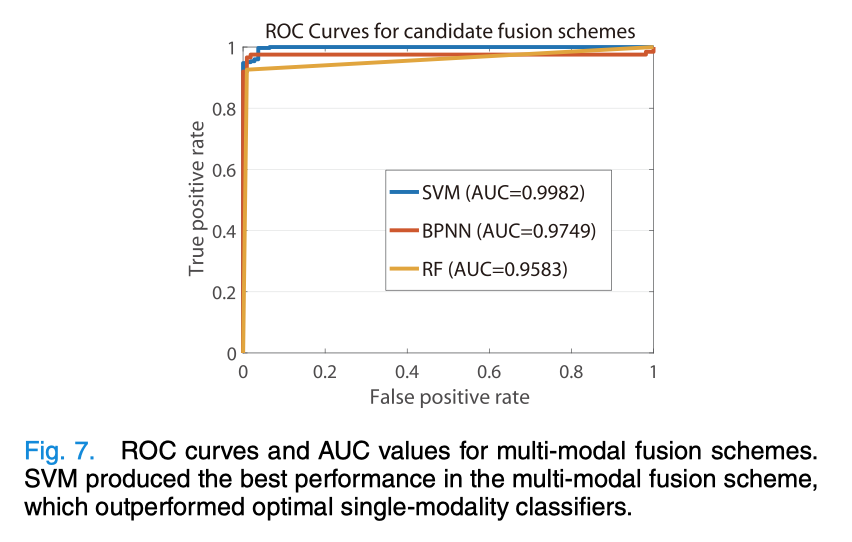 ROC Curves for candidate fusion schemes
1
0.8
0.6
0.4
0.2
0
True positive rate
SVM (AUC=0.9982)
BPNN (AUC=0.9749)
RF (AUC=0.9583)
0 0.2 0.4 0.6 0.8 1
False positive rate
Fig. 7. ROC curves and AUC values for multi-modal fusion schemes.
SVM produced the best performance in the multi-modal fusion scheme,
which outperformed optimal single-modality classifiers.